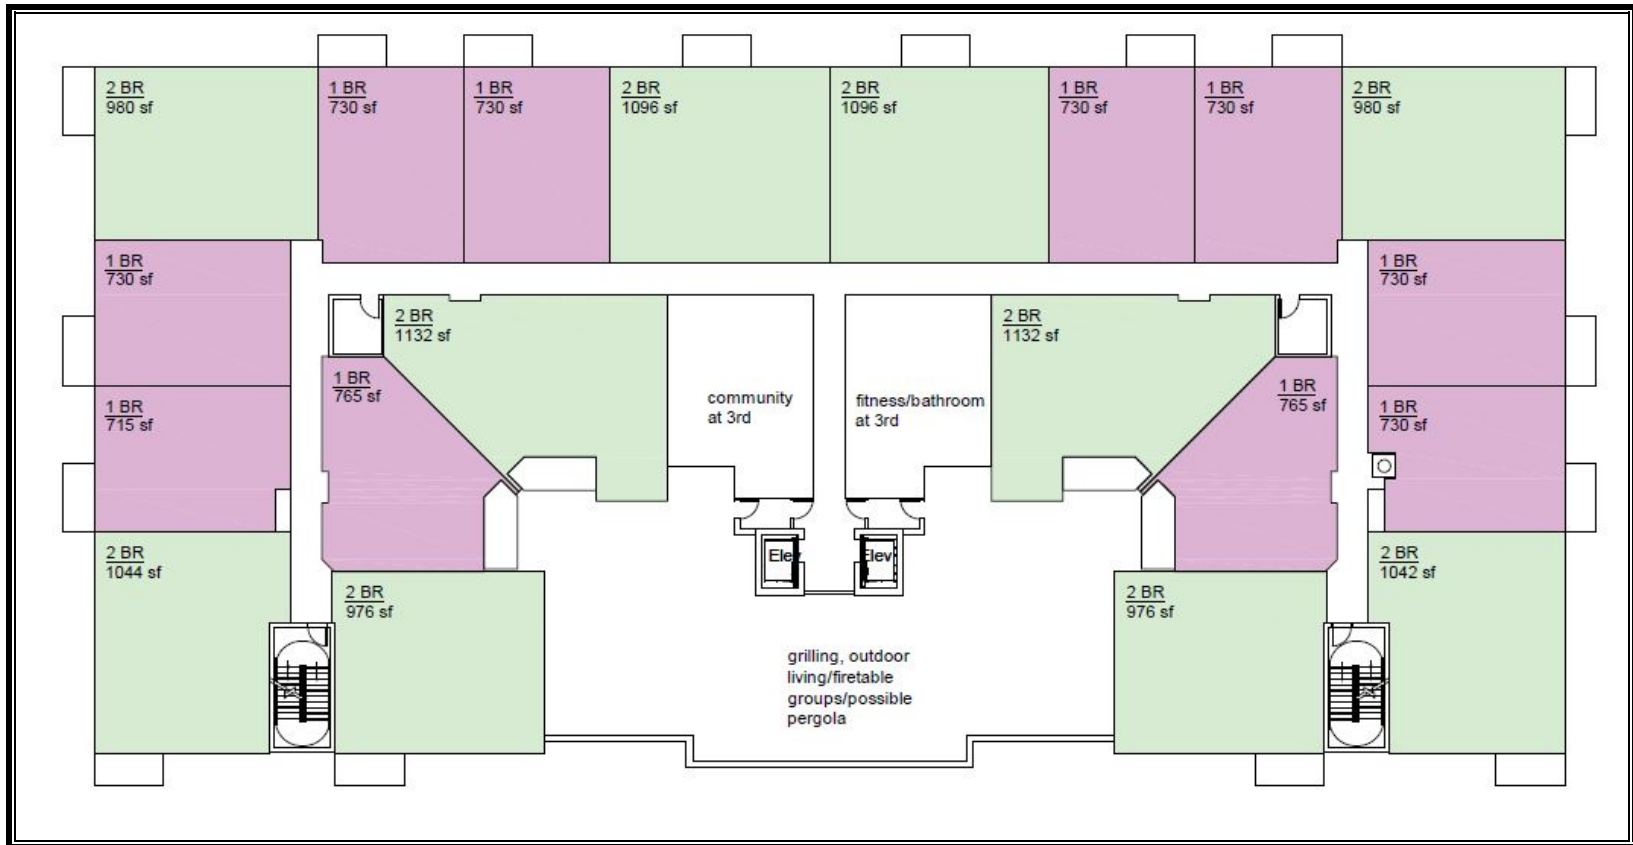 2 BR
980 sf
1 BR
730 sf
1 BR
730 sf
2 BR
1096 sf
2 BR
1096 sf
1 BR
730 sf
1 BR
730 sf
2 BR
980 sf
1 BR
730 sf
1 BR
730 sf
2 BR
1132 sf
2 BR
1132 sf
1 BR
765 sf
1 BR
765 sf
community
at 3rd
fitness/bathroom
at 3rd
1 BR
715 sf
1 BR
730 sf
2 BR
1044 sf
Elev
Elev
2 BR
1042 sf
2 BR
976 sf
2 BR
976 sf
grilling, outdoor
living/firetable
groups/possible
pergola